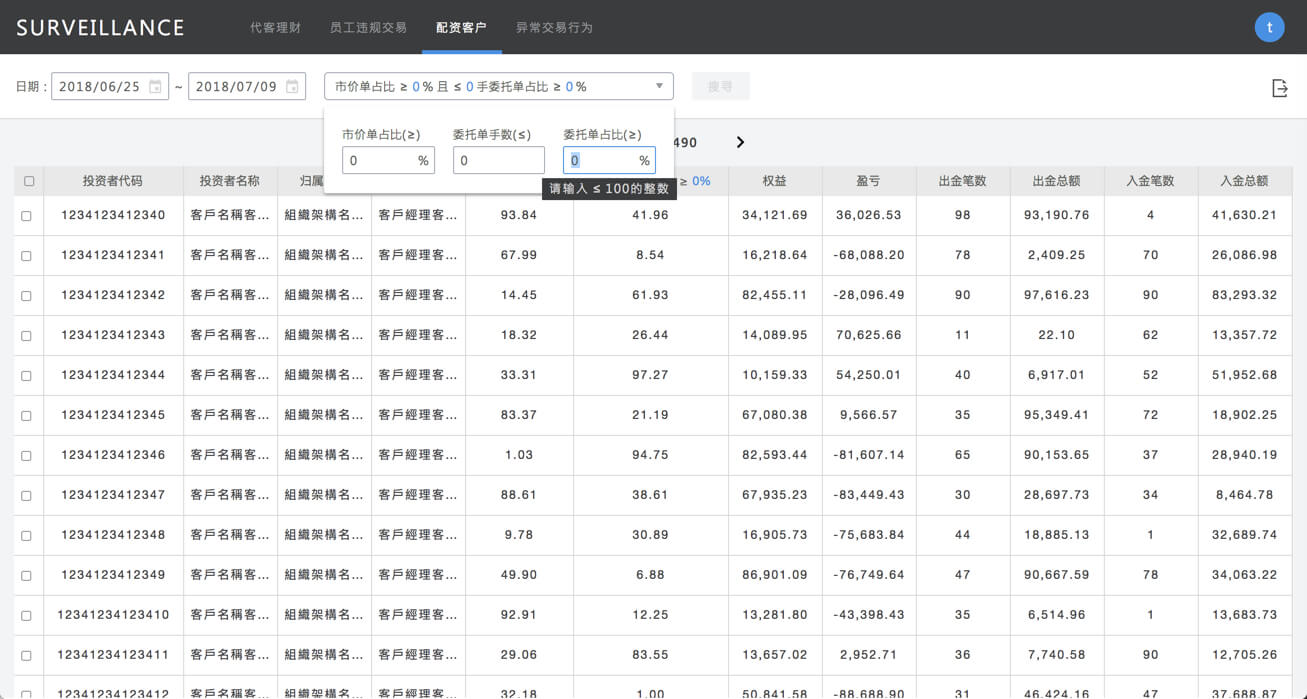 SURVEILLANCE 代客理财 员工违规交易 配资客户 异常交易行为 t
日期 : 2018/06/25 ~ 2018/07/09 市价单占比 ≥ 0 % 且 ≤ 0 手委托单占比 ≥ 0 % 搜寻
市价单占比(≥) 委托单手数(≤) 委托单占比(≥) 490
0 % 0 0 %
请输入 ≤ 100的整数
投资者代码 投资者名称 归属 ≥ 0% 权益 盈亏 出金笔数 出金总额 入金笔数 入金总额
1234123412340 客戶名稱客... 組織架構名... 客戶經理客... 93.84 41.96 34,121.69 36,026.53 98 93,190.76 4 41,630.21
1234123412341 客戶名稱客... 組織架構名... 客戶經理客... 67.99 8.54 16,218.64 -68,088.20 78 2,409.25 70 26,086.98
1234123412342 客戶名稱客... 組織架構名... 客戶經理客... 14.45 61.93 82,455.11 -28,096.49 90 97,616.23 90 83,293.32
1234123412343 客戶名稱客... 組織架構名... 客戶經理客... 18.32 26.44 14,089.95 70,625.66 11 22.10 62 13,357.72
1234123412344 客戶名稱客... 組織架構名... 客戶經理客... 33.31 97.27 10,159.33 54,250.01 40 6,917.01 52 51,952.68
1234123412345 客戶名稱客... 組織架構名... 客戶經理客... 83.37 21.19 67,080.38 9,566.57 35 95,349.41 72 18,902.25
1234123412346 客戶名稱客... 組織架構名... 客戶經理客... 1.03 94.75 82,593.44 -81,607.14 65 90,153.65 37 28,940.19
1234123412347 客戶名稱客... 組織架構名... 客戶經理客... 88.61 38.61 67,935.23 -83,449.43 30 28,697.73 34 8,464.78
1234123412348 客戶名稱客... 組織架構名... 客戶經理客... 9.78 30.89 16,905.73 -75,683.84 44 18,885.13 1 32,689.74
1234123412349 客戶名稱客... 組織架構名... 客戶經理客... 49.90 6.88 86,901.09 -76,749.64 47 90,667.59 78 34,063.22
12341234123410 客戶名稱客... 組織架構名... 客戶經理客... 92.91 12.25 13,281.80 -43,398.43 35 6,514.96 1 13,683.73
12341234123411 客戶名稱客... 組織架構名... 客戶經理客... 29.06 83.55 13,657.02 2,952.71 36 7,740.58 90 12,705.26
12341234123412 客戶名稱客... 組織架構名... 客戶經理客... 32.18 1.00 50,841.58 -88,688.90 31 46,424.16 47 37,688.87